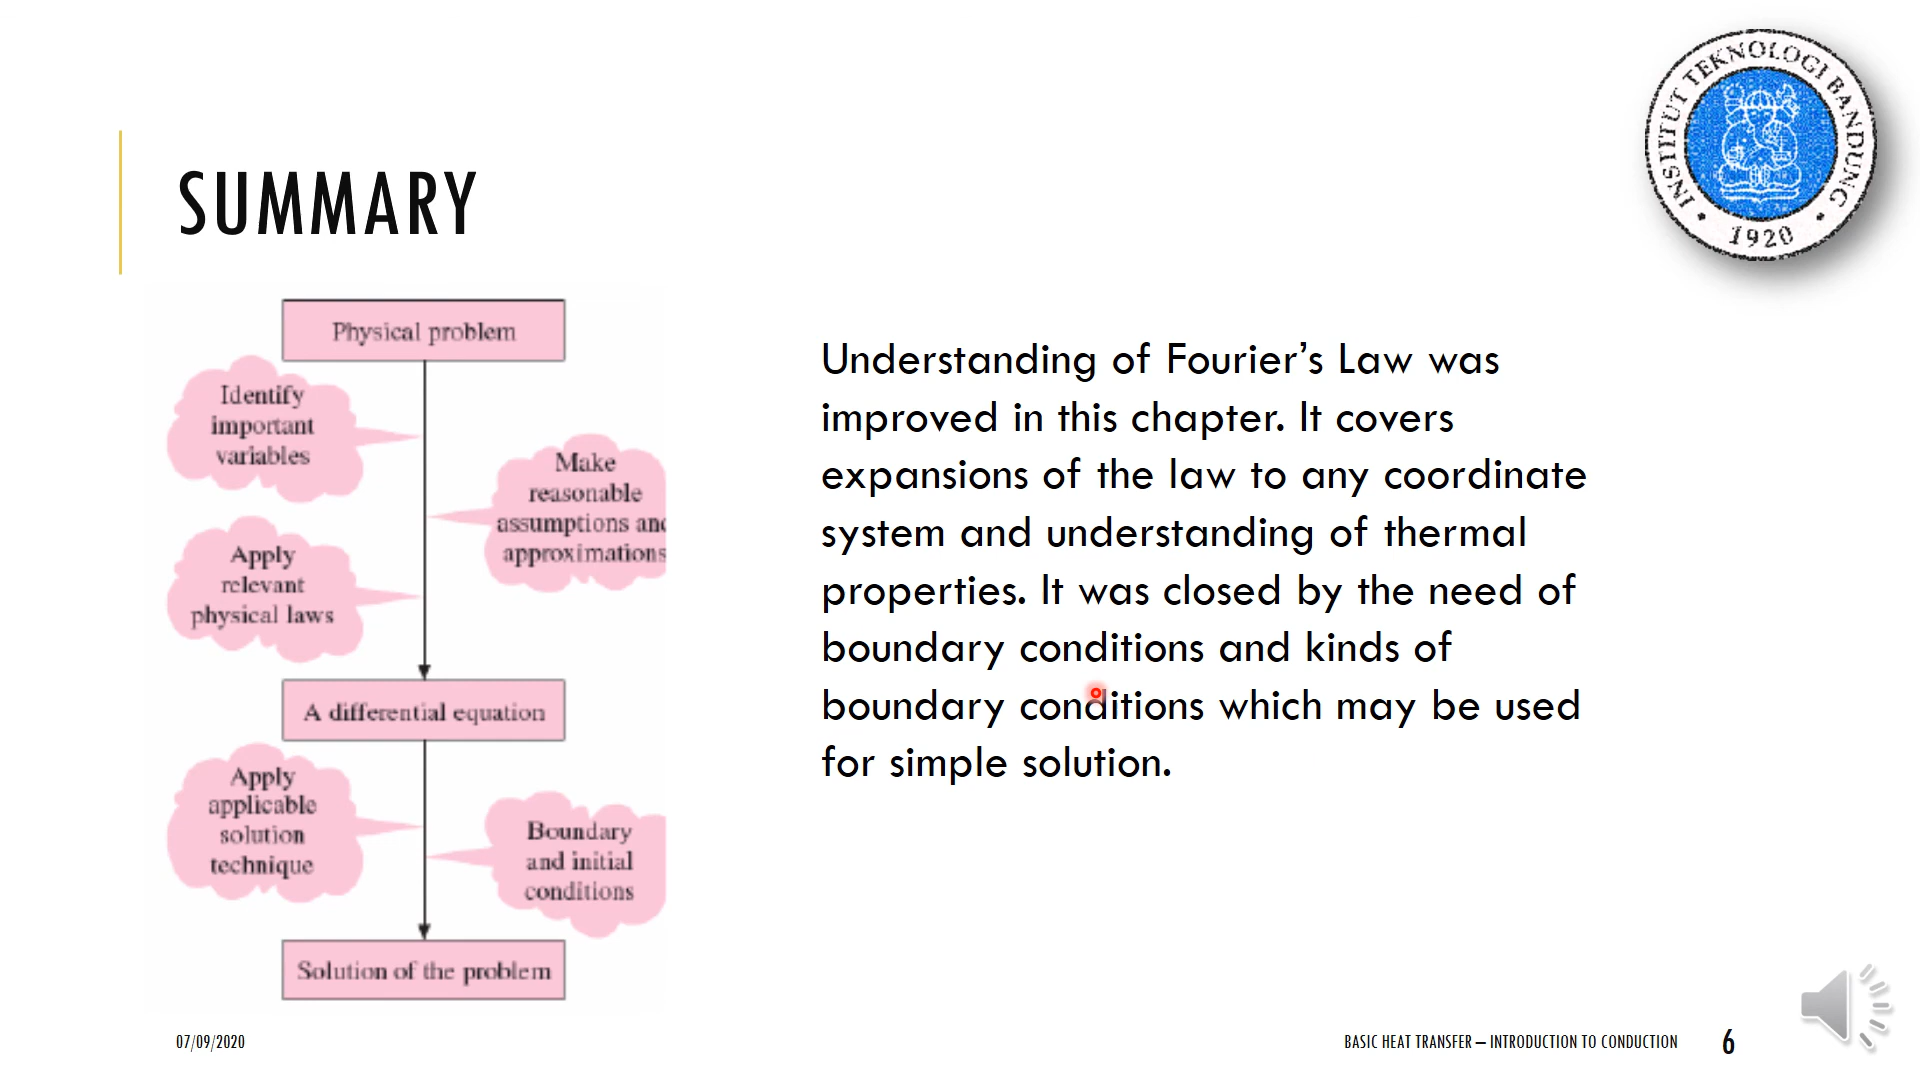 INSTITUT TEKNOLOGI BANDUNG
1920
SUMMARY
Physical problem
Identify
important
variables
Make
reasonable
assumptions and
approximations
Apply
relevant
physical laws
A differential equation
Apply
applicable
solution
technique
Boundary
and initial
conditions
Solution of the problem
Understanding of Fourier’s Law was
improved in this chapter. It covers
expansions of the law to any coordinate
system and understanding of thermal
properties. It was closed by the need of
boundary conditions and kinds of
boundary conditions which may be used
for simple solution.
07/09/2020
BASIC HEAT TRANSFER – INTRODUCTION TO CONDUCTION
6